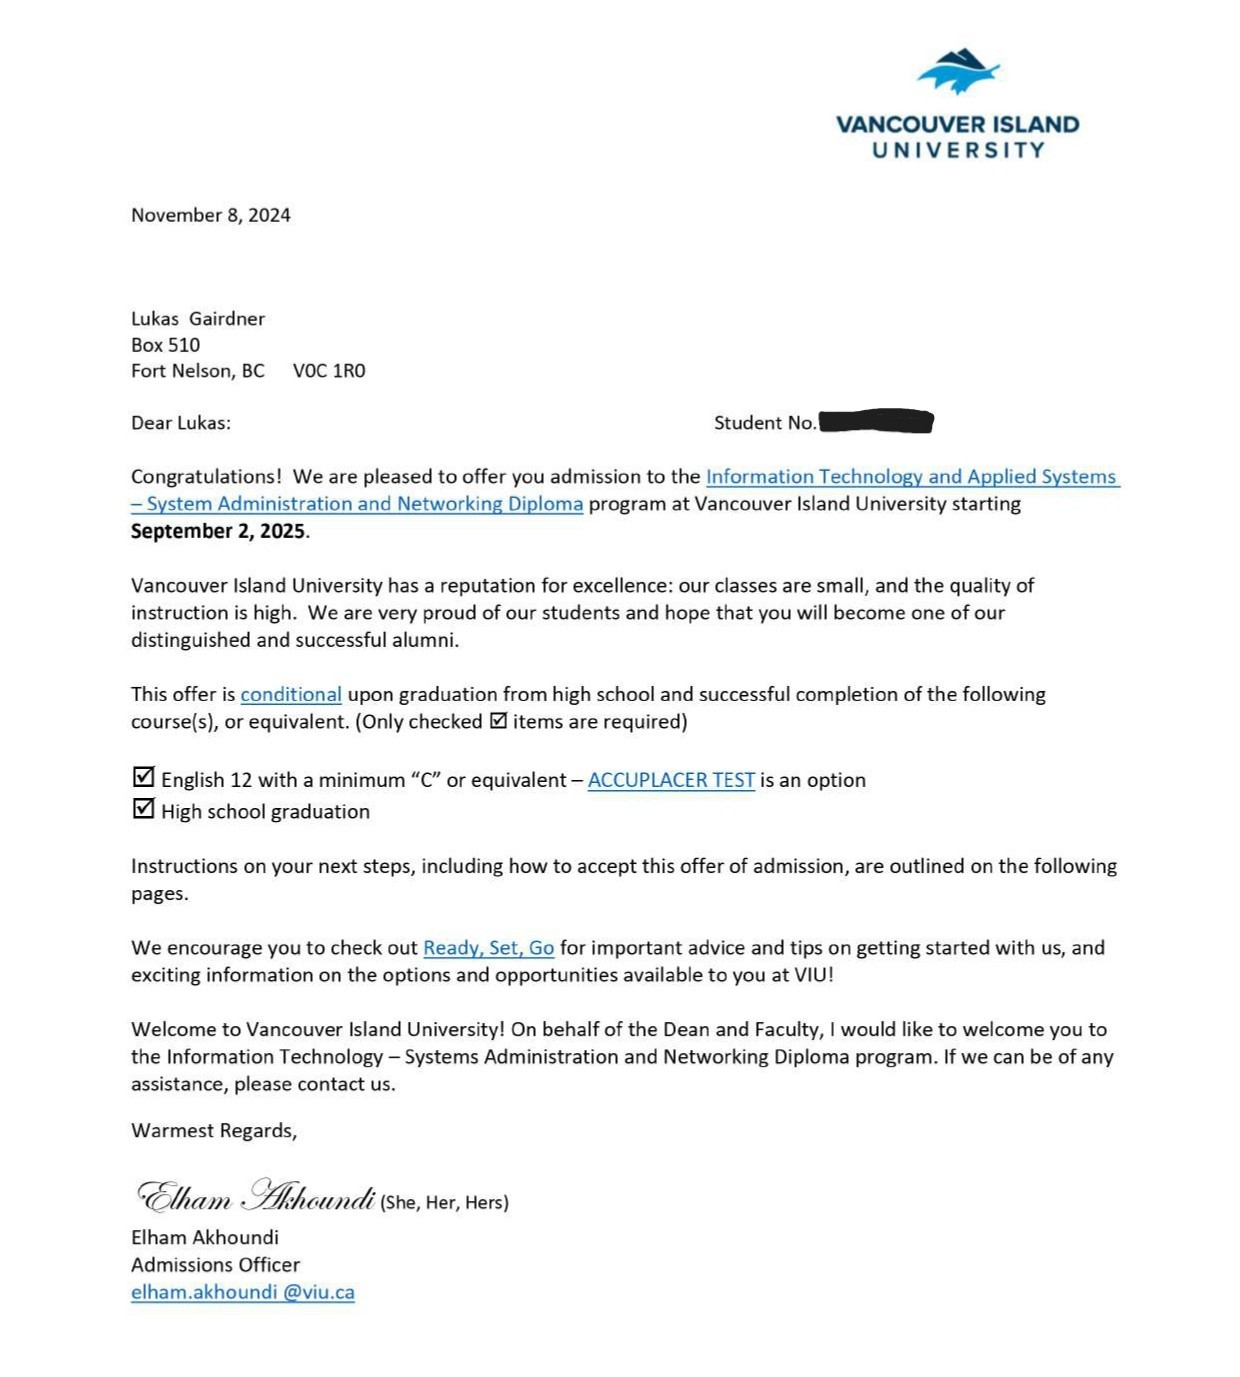 VANCOUVER ISLAND
UNIVERSITY
November 8, 2024
Lukas  Gairdner
Box 510
Fort Nelson, BC     V0C 1R0
Dear Lukas:
Student No.
Congratulations!  We are pleased to offer you admission to the Information Technology and Applied Systems
– System Administration and Networking Diploma program at Vancouver Island University starting
September 2, 2025.
Vancouver Island University has a reputation for excellence: our classes are small, and the quality of
instruction is high.  We are very proud of our students and hope that you will become one of our
distinguished and successful alumni.
This offer is conditional upon graduation from high school and successful completion of the following
course(s), or equivalent. (Only checked ☑ items are required)
☑ English 12 with a minimum “C” or equivalent – ACCUPLACER TEST is an option
☑ High school graduation
Instructions on your next steps, including how to accept this offer of admission, are outlined on the following
pages.
We encourage you to check out Ready, Set, Go for important advice and tips on getting started with us, and
exciting information on the options and opportunities available to you at VIU!
Welcome to Vancouver Island University! On behalf of the Dean and Faculty, I would like to welcome you to
the Information Technology – Systems Administration and Networking Diploma program. If we can be of any
assistance, please contact us.
Warmest Regards,
Elham Akhoundi (She, Her, Hers)
Elham Akhoundi
Admissions Officer
elham.akhoundi @viu.ca